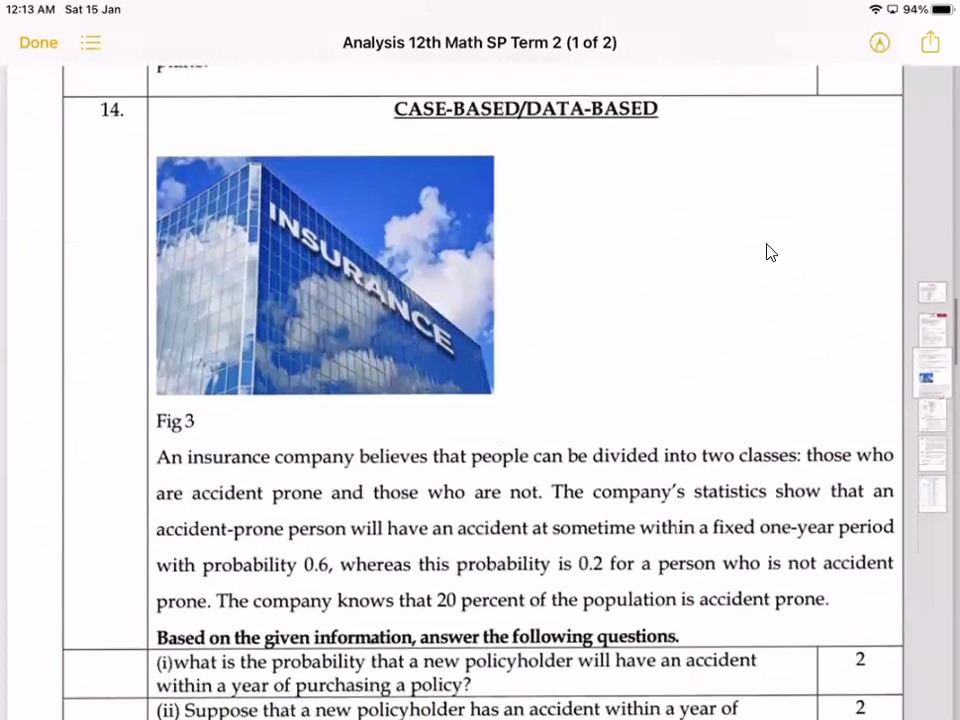 12:13 AM Sat 15 Jan
94%
Done
Analysis 12th Math SP Term 2 (1 of 2)
14.
CASE-BASED/DATA-BASED
INSURANCE
Fig 3
An insurance company believes that people can be divided into two classes: those who
are accident prone and those who are not. The company's statistics show that an
accident-prone person will have an accident at sometime within a fixed one-year period
with probability 0.6, whereas this probability is 0.2 for a person who is not accident
prone. The company knows that 20 percent of the population is accident prone.
Based on the given information, answer the following questions.
(i)what is the probability that a new policyholder will have an accident
2
within a year of purchasing a policy?
(ii) Suppose that a new policyholder has an accident within a year of
2